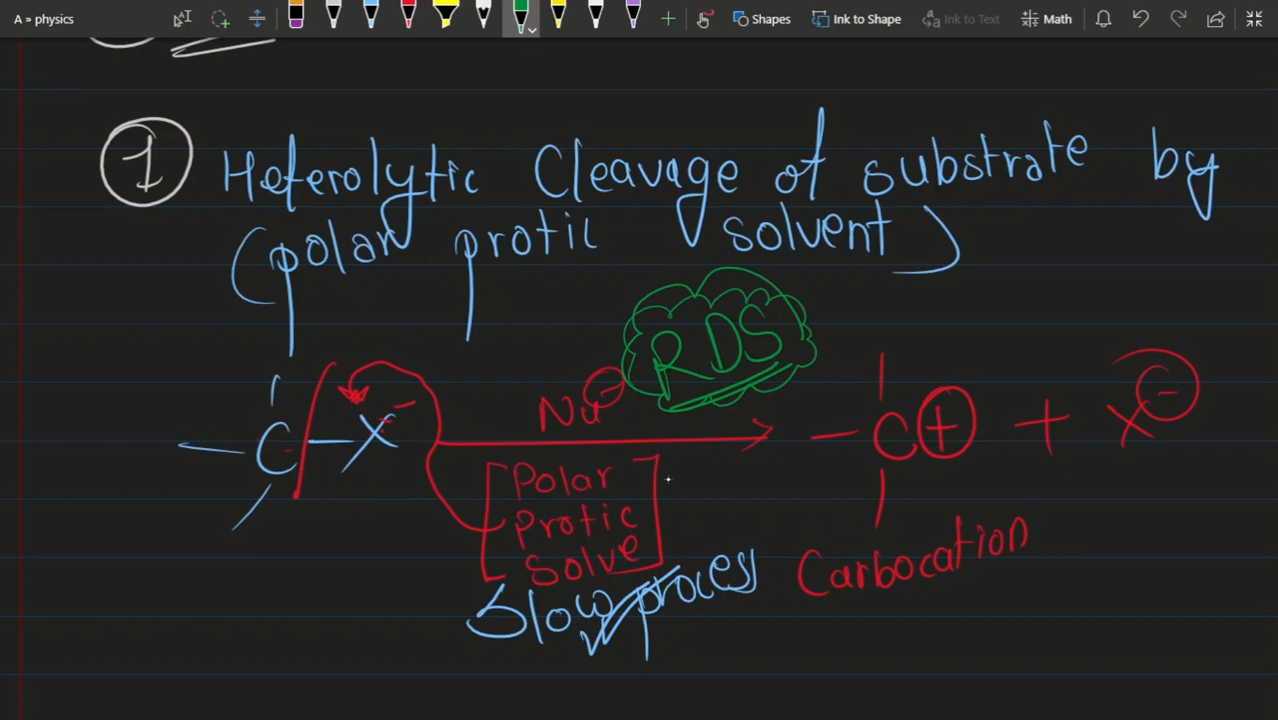 A » physics
Shapes
Ink to Shape
Ink to Text
Math
1 Heterolytic Cleavage of substrate by
(polar protic solvent)
RDS
C-X⁻
Nu⁻
-C+ + X⁻
[Polar
Protic
Solve]
Slow process
Carbocation